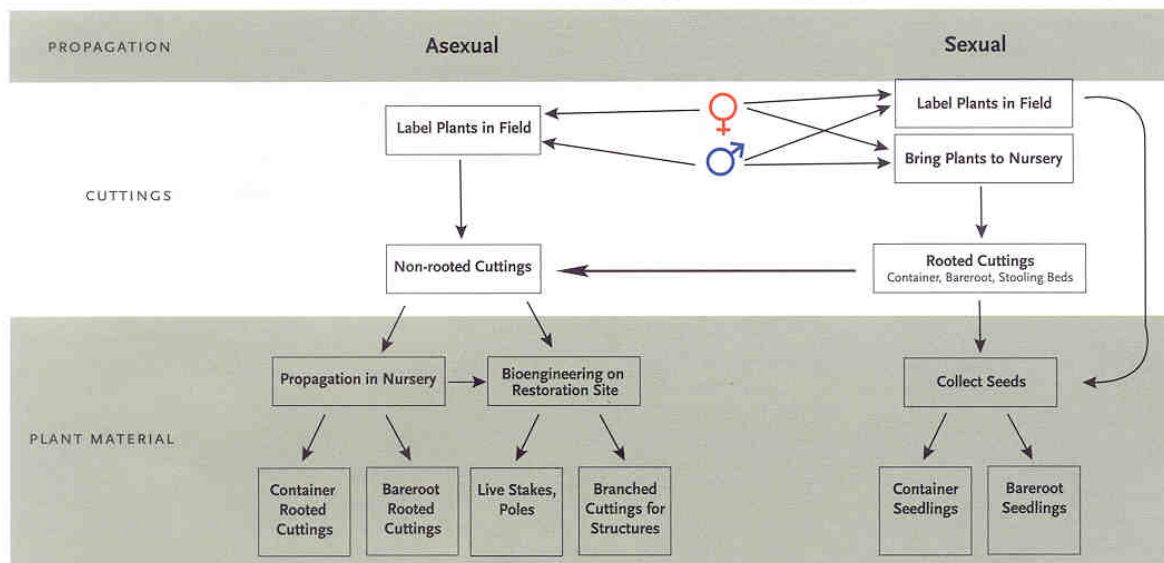 PROPAGATION
Asexual
Sexual
CUTTINGS
Label Plants in Field
Label Plants in Field
Bring Plants to Nursery
Non-rooted Cuttings
Rooted Cuttings
Container, Bareroot, Stooling Beds
PLANT MATERIAL
Propagation in Nursery
Bioengineering on
Restoration Site
Collect Seeds
Container
Rooted
Cuttings
Bareroot
Rooted
Cuttings
Live Stakes,
Poles
Branched
Cuttings for
Structures
Container
Seedlings
Bareroot
Seedlings